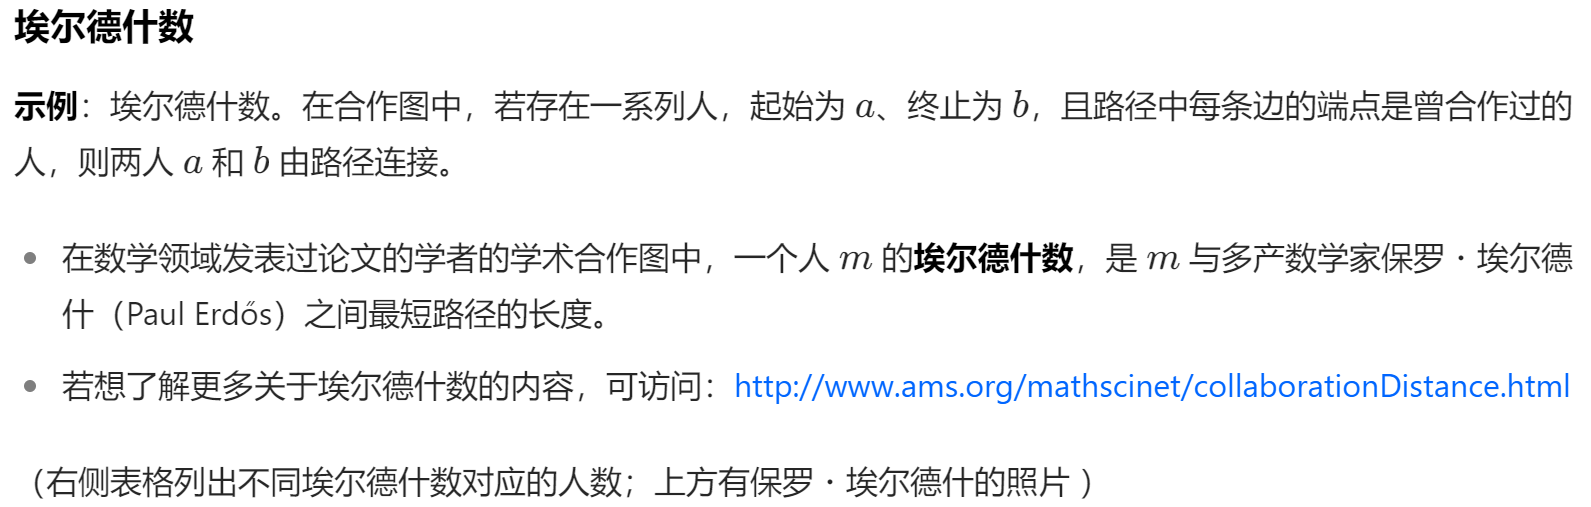 埃尔德什数
示例：埃尔德什数。在合作图中，若存在一系列人，起始为 a、终止为 b，且路径中每条边的端点是曾合作过的
人，则两人 a 和 b 由路径连接。
• 在数学领域发表过论文的学者的学术合作图中，一个人 m 的埃尔德什数，是 m 与多产数学家保罗・埃尔德
什（Paul Erdős）之间最短路径的长度。
• 若想了解更多关于埃尔德什数的内容，可访问：http://www.ams.org/mathscinet/collaborationDistance.html
（右侧表格列出不同埃尔德什数对应的人数；上方有保罗・埃尔德什的照片 ）